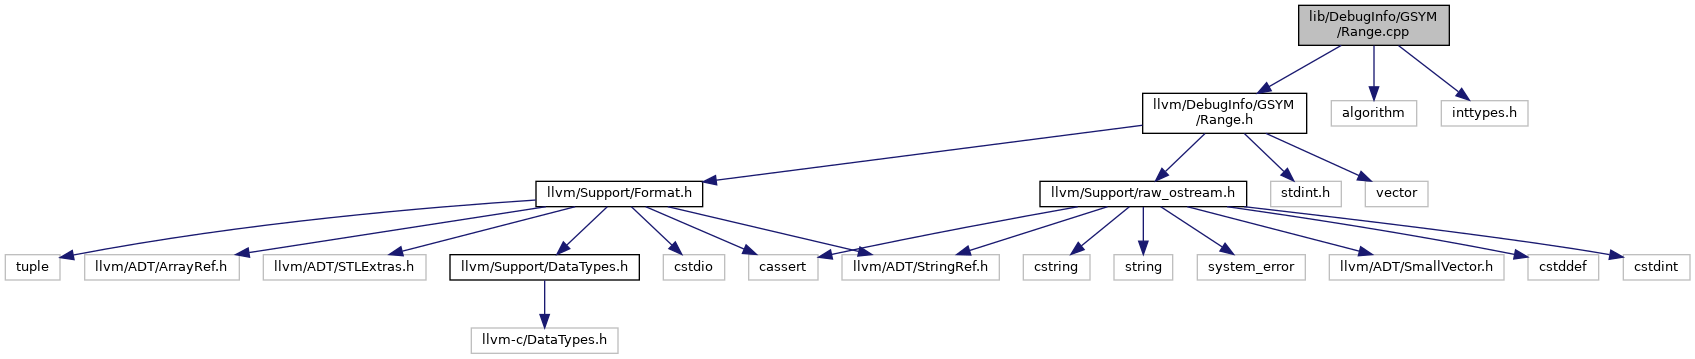 lib/DebugInfo/GSYM
/Range.cpp
llvm/DebugInfo/GSYM
/Range.h
algorithm
inttypes.h
llvm/Support/Format.h
llvm/Support/raw_ostream.h
stdint.h
vector
tuple
llvm/ADT/ArrayRef.h
llvm/ADT/STLExtras.h
llvm/Support/DataTypes.h
cstdio
cassert
llvm/ADT/StringRef.h
cstring
string
system_error
llvm/ADT/SmallVector.h
cstddef
cstdint
llvm-c/DataTypes.h